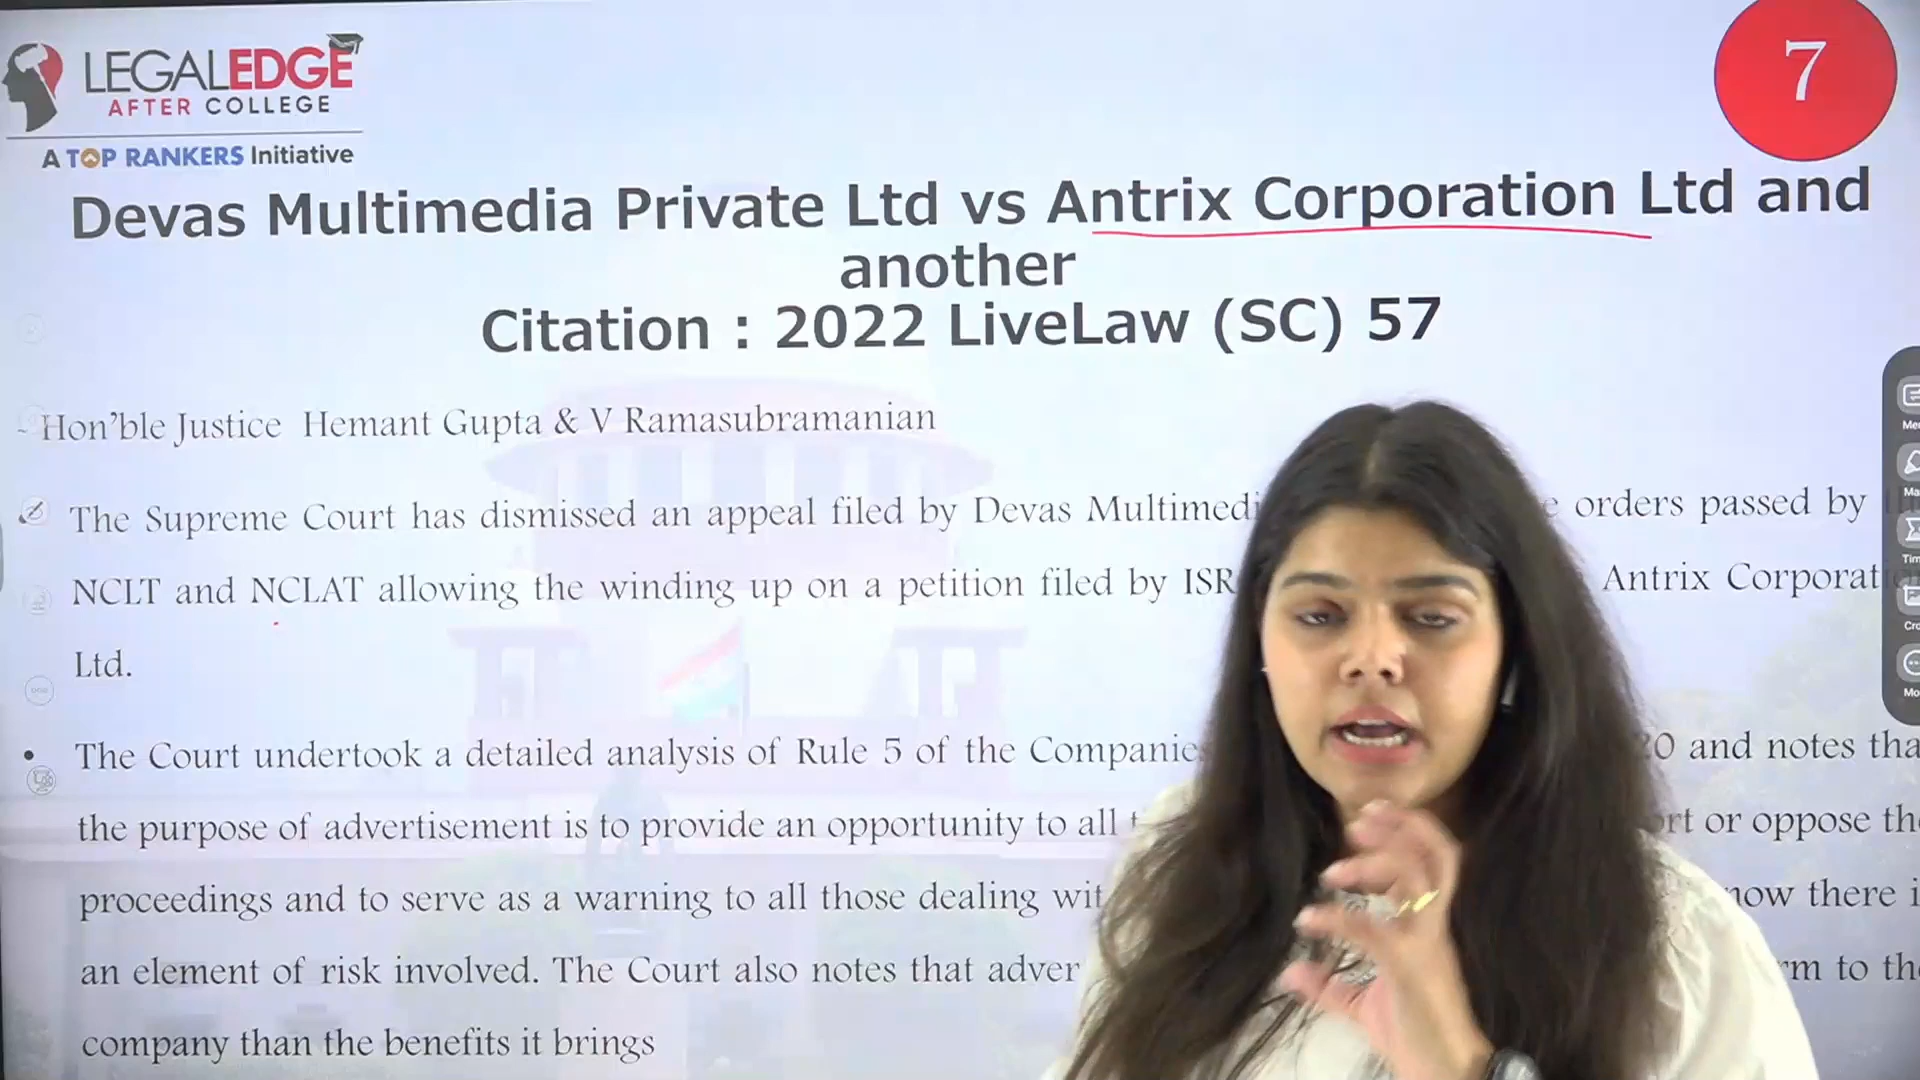 LEGALEDGE
AFTER COLLEGE
A TOP RANKERS Initiative
7
Devas Multimedia Private Ltd vs Antrix Corporation Ltd and
another
Citation : 2022 LiveLaw (SC) 57
- Hon'ble Justice Hemant Gupta & V Ramasubramanian
The Supreme Court has dismissed an appeal filed by Devas Multimedi orders passed by
NCLT and NCLAT allowing the winding up on a petition filed by ISR Antrix Corporati
Ltd.
• The Court undertook a detailed analysis of Rule 5 of the Companies 20 and notes tha
the purpose of advertisement is to provide an opportunity to all rt or oppose the
proceedings and to serve as a warning to all those dealing wit now there i
an element of risk involved. The Court also notes that adver rm to the
company than the benefits it brings
Mo